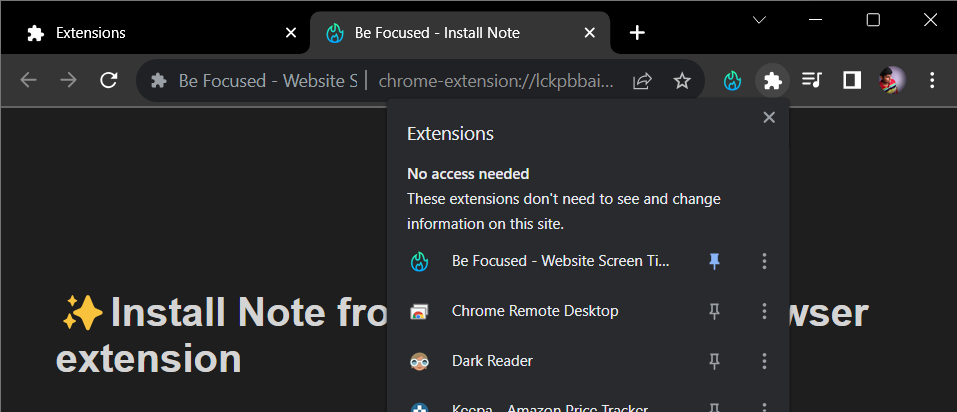 Extensions
Be Focused - Install Note
Be Focused - Website S
chrome-extension://lckpbbai...
Extensions
No access needed
These extensions don't need to see and change
information on this site.
Be Focused - Website Screen Ti...
Chrome Remote Desktop
Dark Reader
Keepa - Amazon Price Tracker
✨Install Note fro
wser
extension